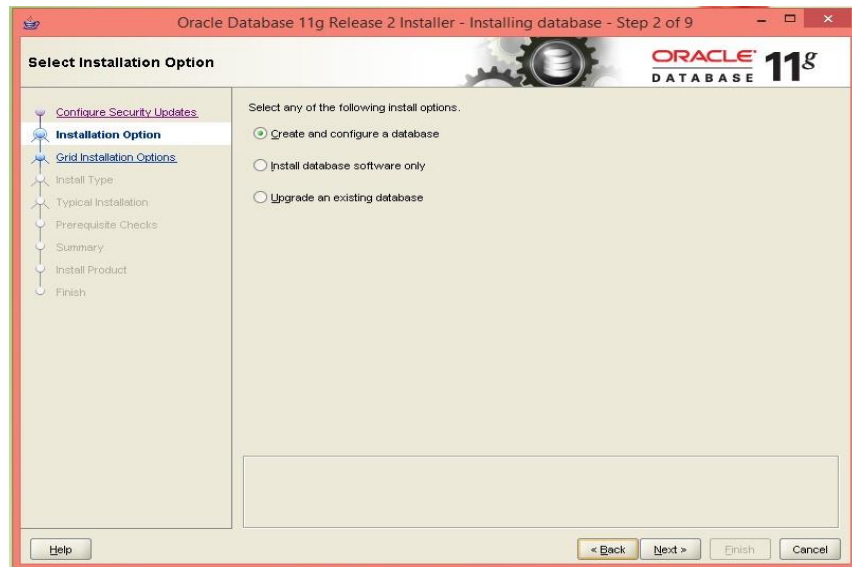 Oracle Database 11g Release 2 Installer - Installing database - Step 2 of 9
Select Installation Option
ORACLE
DATABASE
11g
Configure Security Updates
Installation Option
Grid Installation Options
Install Type
Typical Installation
Prerequisite Checks
Summary
Install Product
Finish
Select any of the following install options.
Create and configure a database
Install database software only
Upgrade an existing database
Help
< Back
Next >
Finish
Cancel